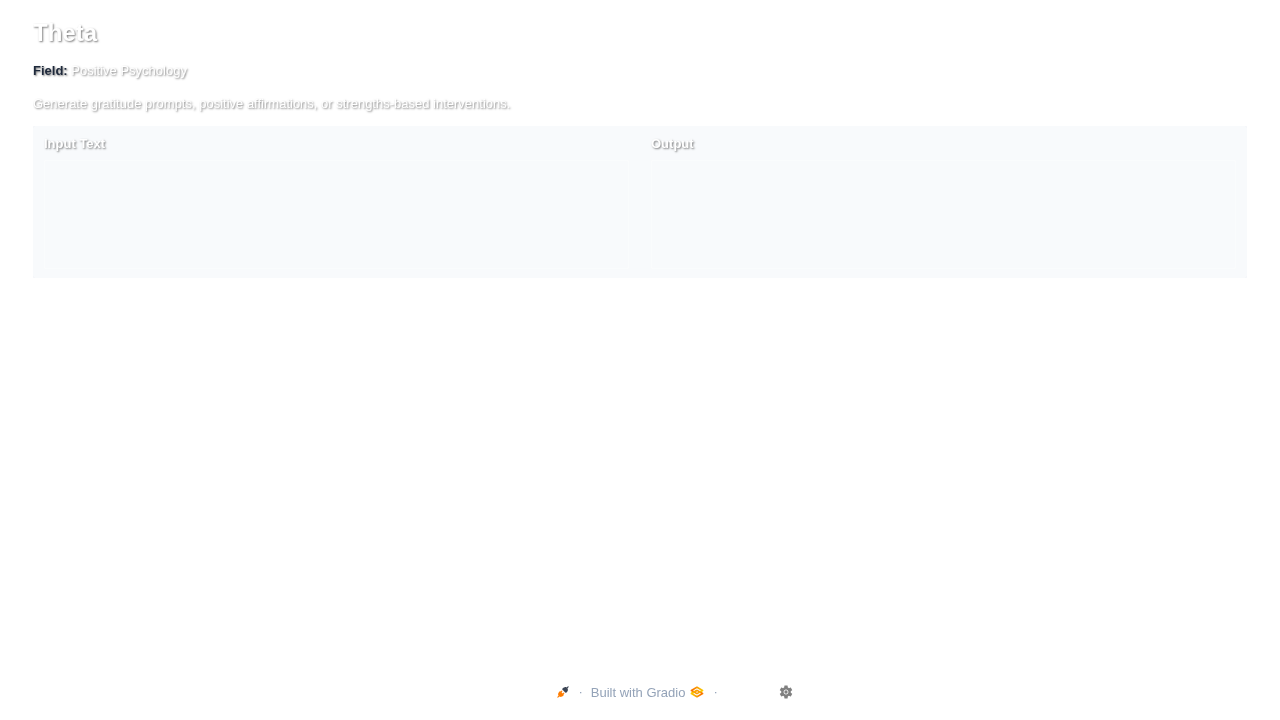 Theta
Field: Positive Psychology
Generate gratitude prompts, positive affirmations, or strengths-based interventions.
Input Text
Output
· Built with Gradio ·